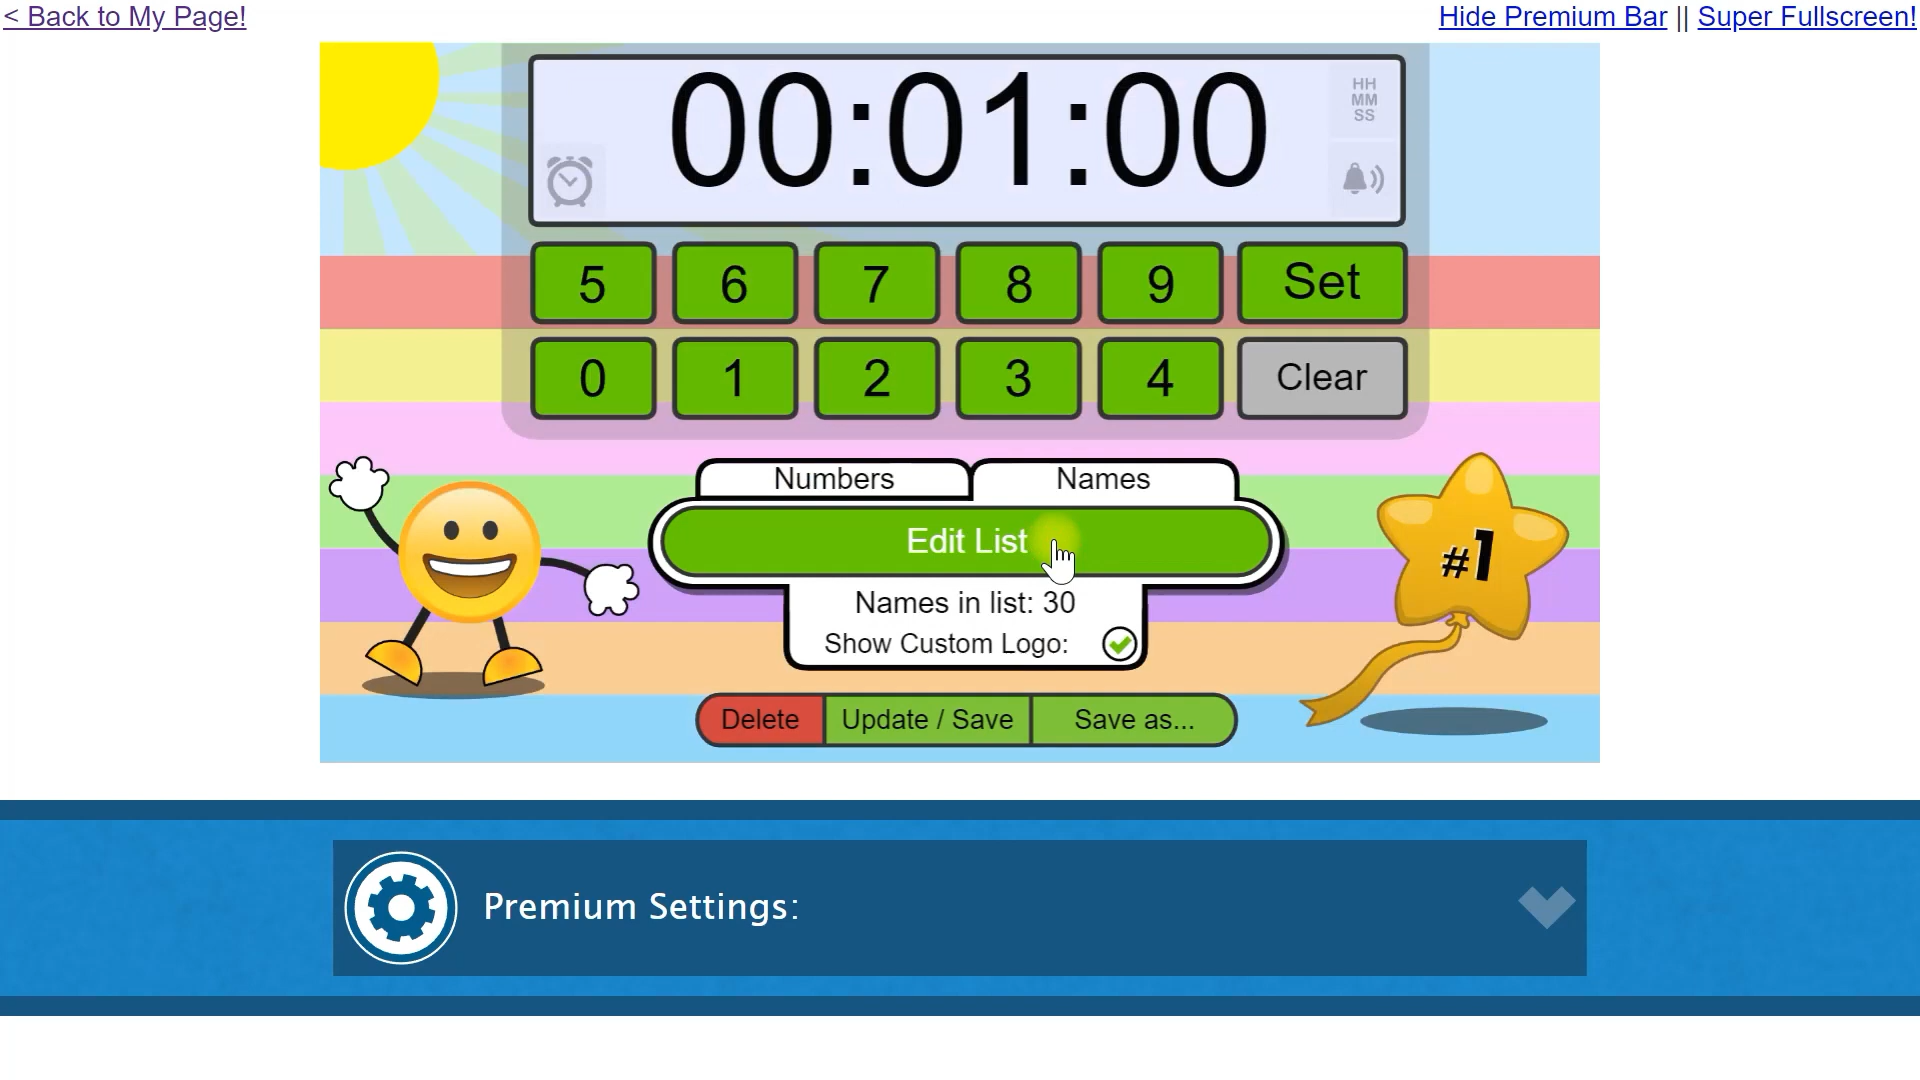 < Back to My Page!
Hide Premium Bar || Super Fullscreen!
00:01:00
HH
MM
SS
5 6 7 8 9 Set
0 1 2 3 4 Clear
Numbers Names
Edit List
#1
Names in list: 30
Show Custom Logo:
Delete Update / Save Save as...
Premium Settings: